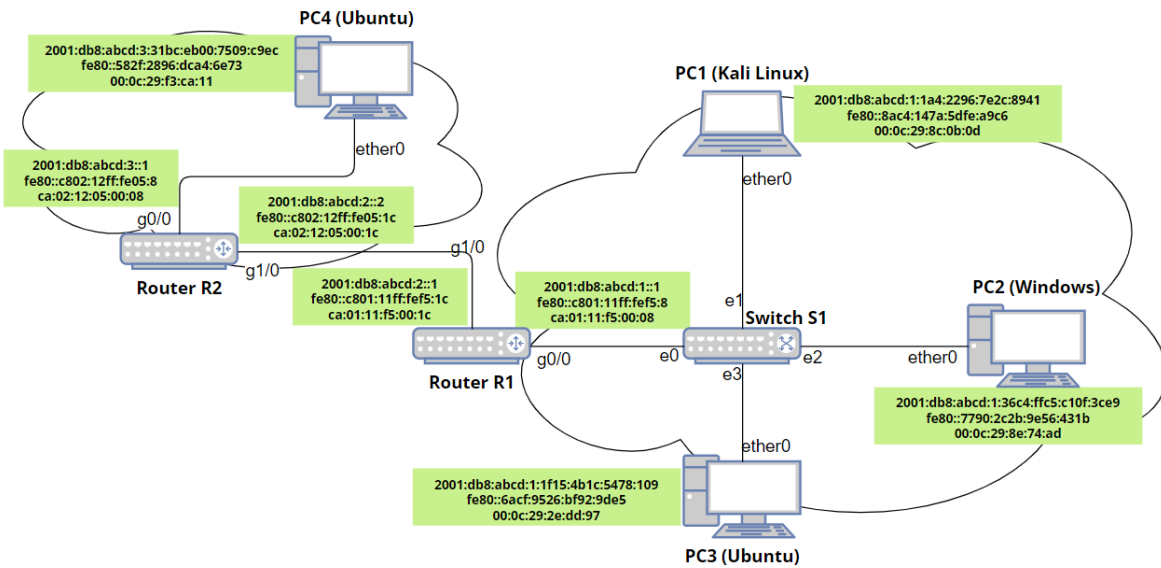 PC4 (Ubuntu)
2001:db8:abcd:3:31bc:eb00:7509:c9ec
fe80::582f:2896:dca4:6e73
00:0c:29:f3:ca:11
ether0
2001:db8:abcd:3::1
fe80::c802:12ff:fe05:8
ca:02:12:05:00:08
g0/0
2001:db8:abcd:2::2
fe80::c802:12ff:fe05:1c
ca:02:12:05:00:1c
g1/0
Router R2
g1/0
2001:db8:abcd:2::1
fe80::c801:11ff:fef5:1c
ca:01:11:f5:00:1c
Router R1
2001:db8:abcd:1::1
fe80::c801:11ff:fef5:8
ca:01:11:f5:00:08
g0/0
PC1 (Kali Linux)
2001:db8:abcd:1:1a4:2296:7e2c:8941
fe80::8ac4:147a:5dfe:a9c6
00:0c:29:8c:0b:0d
ether0
e1
Switch S1
e0
e2
e3
PC2 (Windows)
ether0
2001:db8:abcd:1:36c4:ffc5:c10f:3ce9
fe80::7790:2c2b:9e56:431b
00:0c:29:8e:74:ad
ether0
2001:db8:abcd:1:1f15:4b1c:5478:109
fe80::6acf:9526:bf92:9de5
00:0c:29:2e:dd:97
PC3 (Ubuntu)